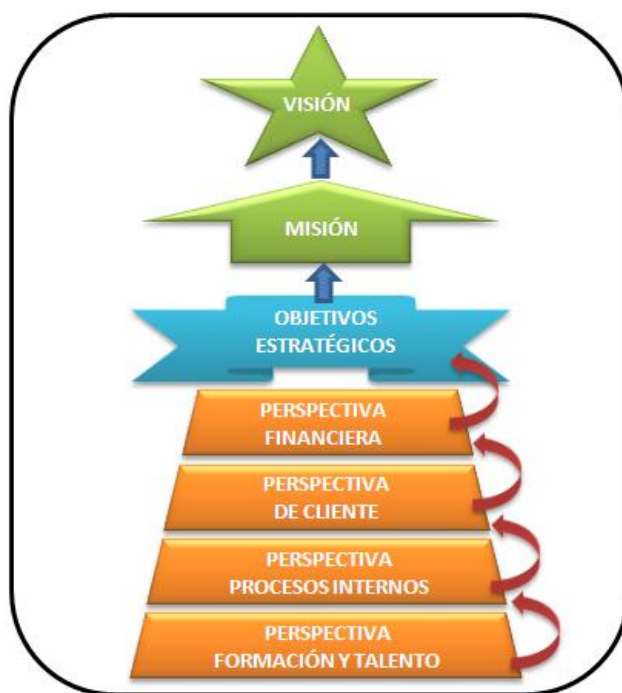 VISIÓN
MISIÓN
OBJETIVOS
ESTRATÉGICOS
PERSPECTIVA
FINANCIERA
PERSPECTIVA
DE CLIENTE
PERSPECTIVA
PROCESOS INTERNOS
PERSPECTIVA
FORMACIÓN Y TALENTO